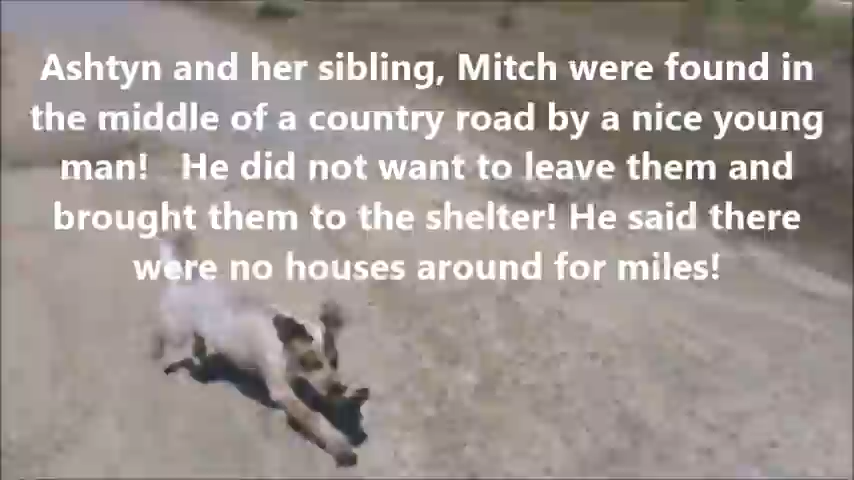 Ashtyn and her sibling, Mitch were found in
the middle of a country road by a nice young
man!   He did not want to leave them and
brought them to the shelter! He said there
were no houses around for miles!